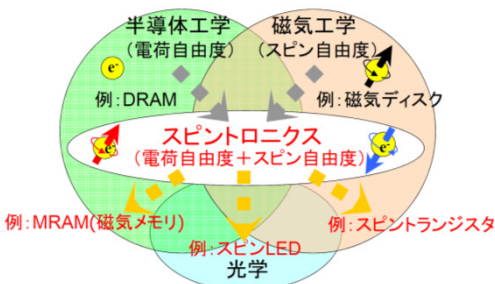 半導体工学
磁気工学
（電荷自由度）
（スピン自由度）
e-
例：DRAM
例：磁気ディスク
e-
スピントロニクス
（電荷自由度＋スピン自由度）
e-
例：MRAM(磁気メモリ)
例：スピンLED
例：スピントランジスタ
光学